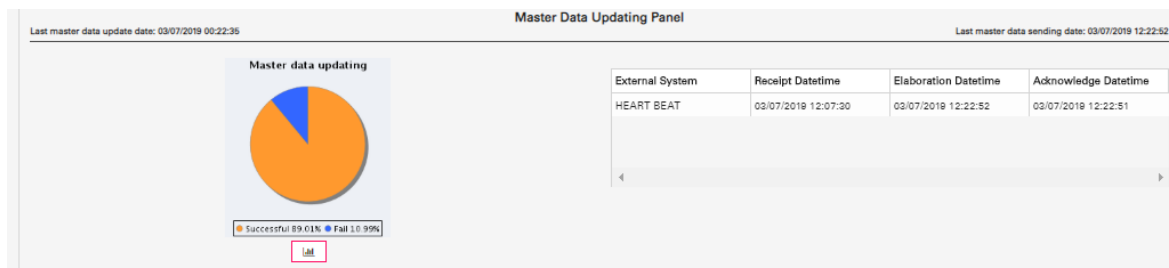 Master Data Updating Panel
Last master data update date: 03/07/2019 00:22:35
Last master data sending date: 03/07/2019 12:22:52
Master data updating
Successful 89.01% Fail 10.99%
External System Receipt Datetime Elaboration Datetime Acknowledge Datetime
HEART BEAT 03/07/2019 12:07:30 03/07/2019 12:22:52 03/07/2019 12:22:51